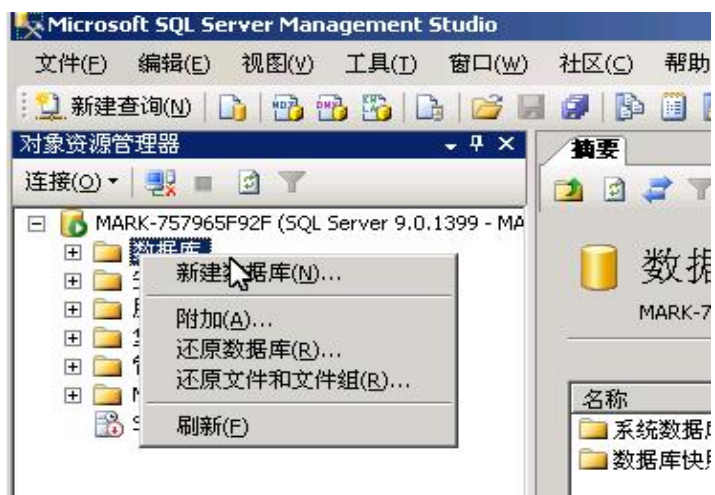 Microsoft SQL Server Management Studio
文件(F) 编辑(E) 视图(V) 工具(T) 窗口(W) 社区(C) 帮助
新建查询(N)
对象资源管理器
摘要
连接(O)
MARK-757965F92F (SQL Server 9.0.1399 - MA
数据库
新建数据库(N)...
附加(A)...
还原数据库(R)...
还原文件和文件组(R)...
刷新(F)
数据
MARK-7
名称
系统数据库
数据库快照